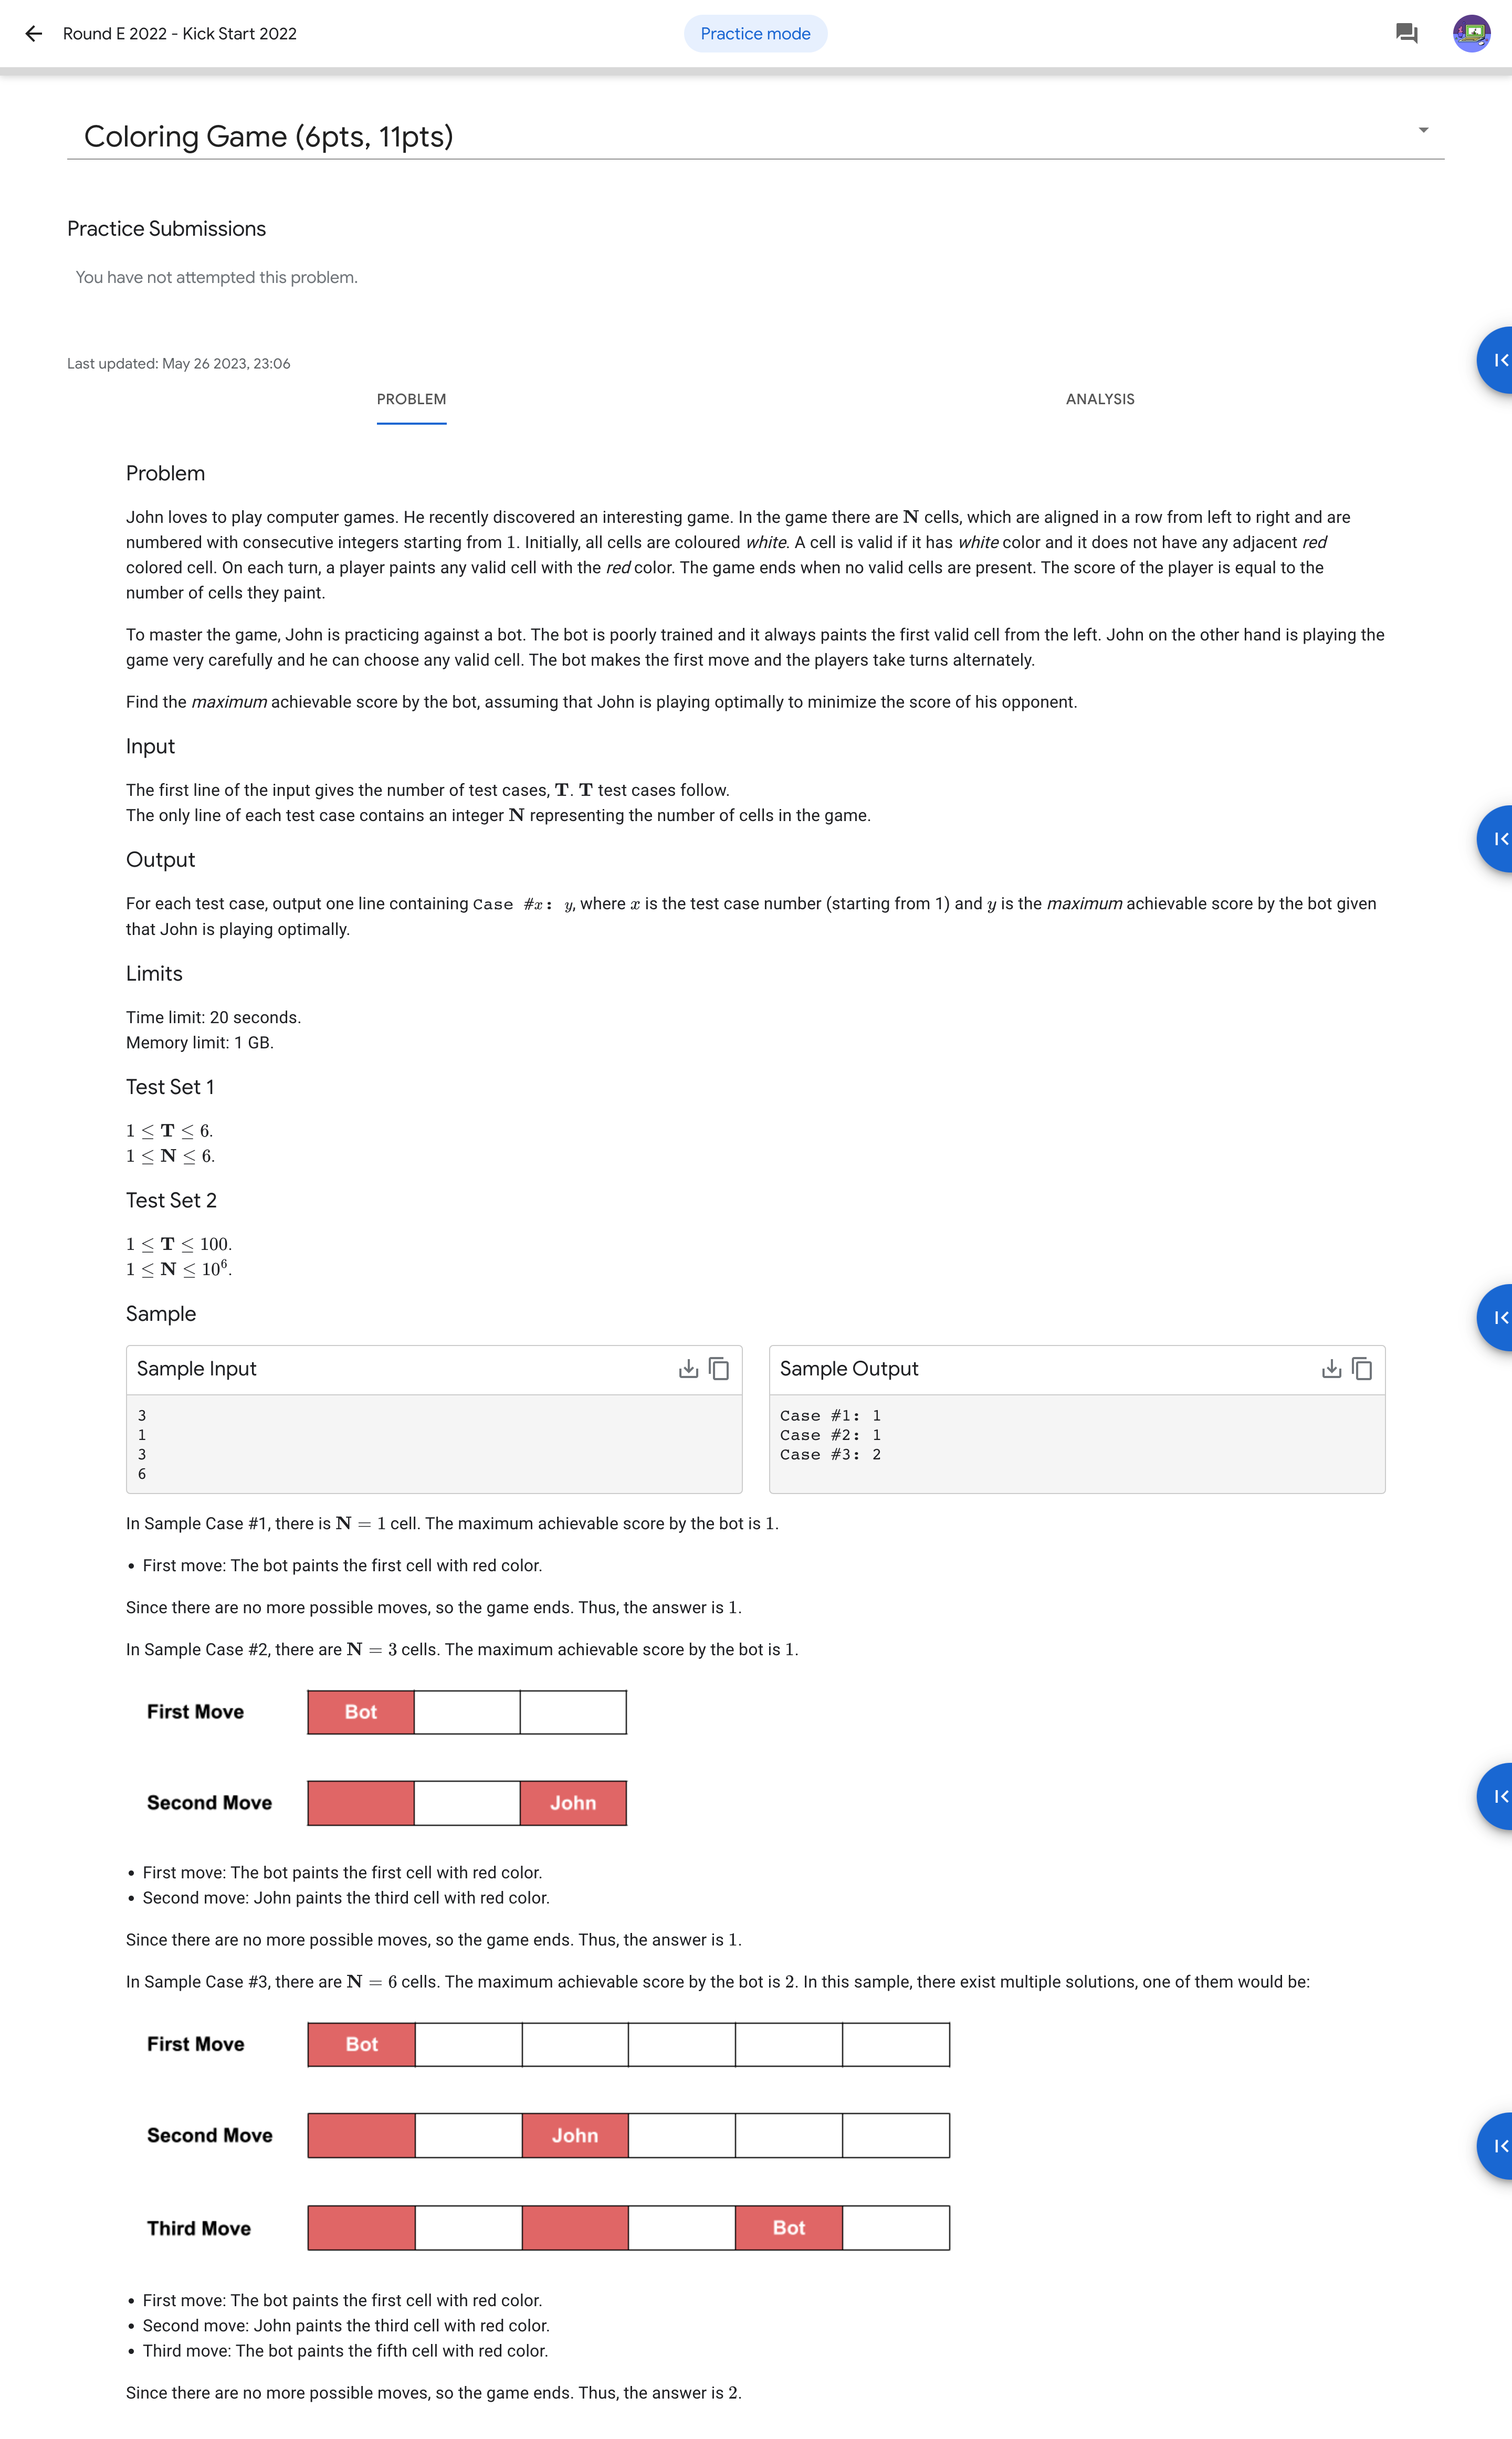 Round E 2022 - Kick Start 2022
Practice mode
Coloring Game (6pts, 11pts)
Practice Submissions
You have not attempted this problem.
Last updated: May 26 2023, 23:06
PROBLEM
ANALYSIS
Problem
John loves to play computer games. He recently discovered an interesting game. In the game there are N cells, which are aligned in a row from left to right and are
numbered with consecutive integers starting from 1. Initially, all cells are coloured white. A cell is valid if it has white color and it does not have any adjacent red
colored cell. On each turn, a player paints any valid cell with the red color. The game ends when no valid cells are present. The score of the player is equal to the
number of cells they paint.
To master the game, John is practicing against a bot. The bot is poorly trained and it always paints the first valid cell from the left. John on the other hand is playing the
game very carefully and he can choose any valid cell. The bot makes the first move and the players take turns alternately.
Find the maximum achievable score by the bot, assuming that John is playing optimally to minimize the score of his opponent.
Input
The first line of the input gives the number of test cases, T. T test cases follow.
The only line of each test case contains an integer N representing the number of cells in the game.
Output
For each test case, output one line containing Case #x: y, where x is the test case number (starting from 1) and y is the maximum achievable score by the bot given
that John is playing optimally.
Limits
Time limit: 20 seconds.
Memory limit: 1 GB.
Test Set 1
1 ≤ T ≤ 6.
1 ≤ N ≤ 6.
Test Set 2
1 ≤ T ≤ 100.
1 ≤ N ≤ 10⁶.
Sample
Sample Input
3
1
3
6
Sample Output
Case #1: 1
Case #2: 1
Case #3: 2
In Sample Case #1, there is N = 1 cell. The maximum achievable score by the bot is 1.
• First move: The bot paints the first cell with red color.
Since there are no more possible moves, so the game ends. Thus, the answer is 1.
In Sample Case #2, there are N = 3 cells. The maximum achievable score by the bot is 1.
First Move Bot
Second Move John
• First move: The bot paints the first cell with red color.
• Second move: John paints the third cell with red color.
Since there are no more possible moves, so the game ends. Thus, the answer is 1.
In Sample Case #3, there are N = 6 cells. The maximum achievable score by the bot is 2. In this sample, there exist multiple solutions, one of them would be:
First Move Bot
Second Move John
Third Move Bot
• First move: The bot paints the first cell with red color.
• Second move: John paints the third cell with red color.
• Third move: The bot paints the fifth cell with red color.
Since there are no more possible moves, so the game ends. Thus, the answer is 2.